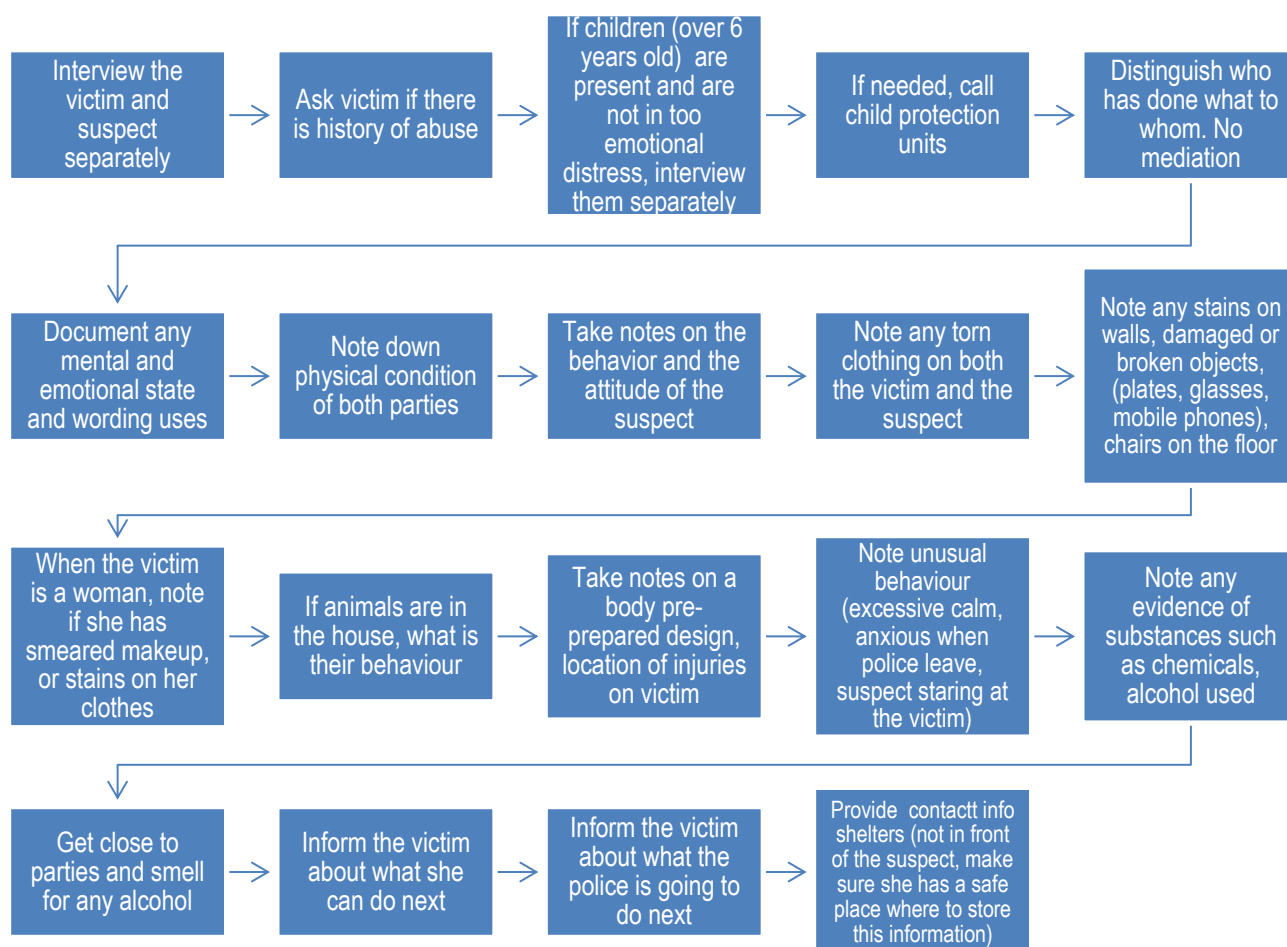 Interview the
victim and
suspect
separately
Ask victim if there
is history of abuse
If children (over 6
years old) are
present and are
not in too
emotional
distress, interview
them separately
If needed, call
child protection
units
Distinguish who
has done what to
whom. No
mediation
Document any
mental and
emotional state
and wording uses
Note down
physical condition
of both parties
Take notes on the
behavior and the
attitude of the
suspect
Note any torn
clothing on both
the victim and the
suspect
Note any stains on
walls, damaged or
broken objects,
(plates, glasses,
mobile phones),
chairs on the floor
When the victim
is a woman, note
if she has
smeared makeup,
or stains on her
clothes
If animals are in
the house, what is
their behaviour
Take notes on a
body pre-
prepared design,
location of injuries
on victim
Note unusual
behaviour
(excessive calm,
anxious when
police leave,
suspect staring at
the victim)
Note any
evidence of
substances such
as chemicals,
alcohol used
Get close to
parties and smell
for any alcohol
Inform the victim
about what she
can do next
Inform the victim
about what the
police is going to
do next
Provide contactt info
shelters (not in front
of the suspect, make
sure she has a safe
place where to store
this information)